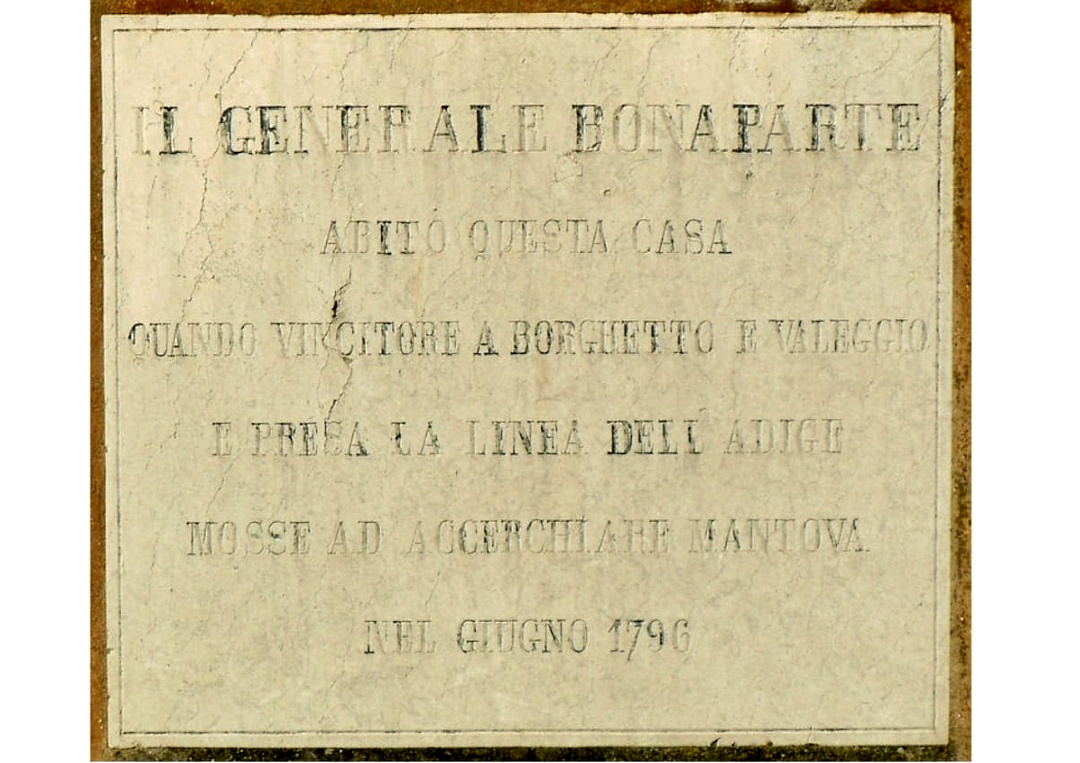 IL GENERALE BONAPARTE
ABITÒ QUESTA CASA
QUANDO VINCITORE A BORGHETTO E VALEGGIO
E PRESA LA LINEA DELL'ADIGE
MOSSE AD ACCERCHIARE MANTOVA
NEL GIUGNO 1796